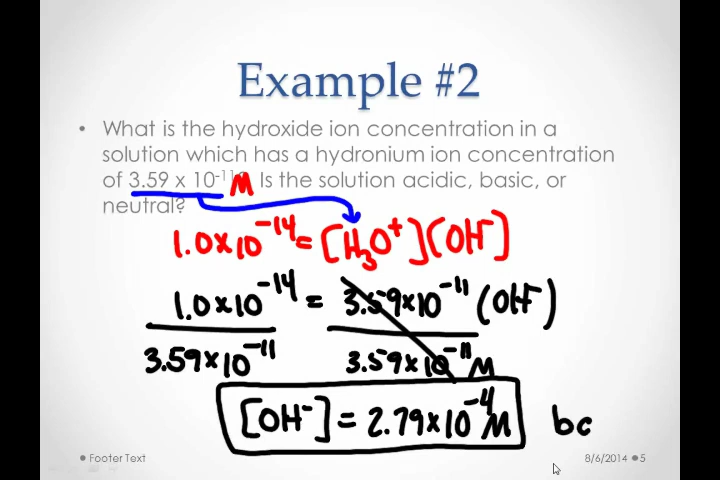 Example #2
• What is the hydroxide ion concentration in a
solution which has a hydronium ion concentration
of 3.59 x 10⁻¹¹ M Is the solution acidic, basic, or
neutral?
1.0×10⁻¹⁴ = [H₃O⁺][OH⁻]
1.0×10⁻¹⁴ = 3.59×10⁻¹¹ (OH⁻)
3.59×10⁻¹¹ 3.59×10⁻¹¹ M
[OH⁻] = 2.79×10⁻⁴ M ba
Footer Text 8/6/2014 5